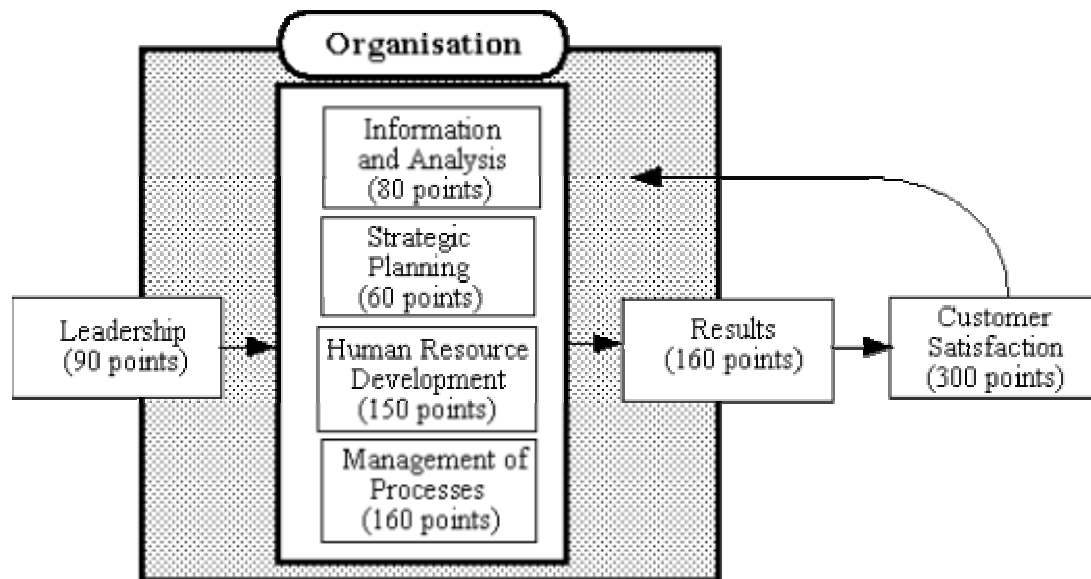 Organisation
Information
and Analysis
(80 points)
Strategic
Planning
(60 points)
Human Resource
Development
(150 points)
Management of
Processes
(160 points)
Leadership
(90 points)
Results
(160 points)
Customer
Satisfaction
(300 points)